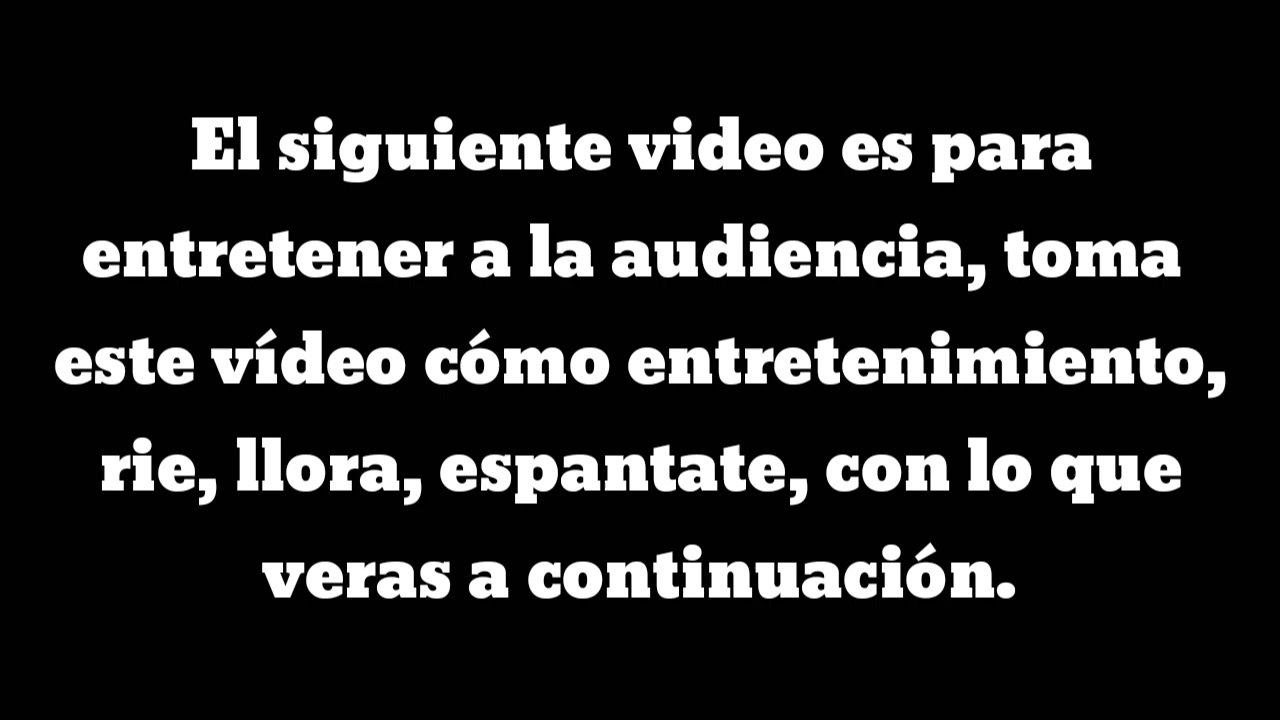 El siguiente video es para
entretener a la audiencia, toma
este vídeo cómo entretenimiento,
rie, llora, espantate, con lo que
veras a continuación.